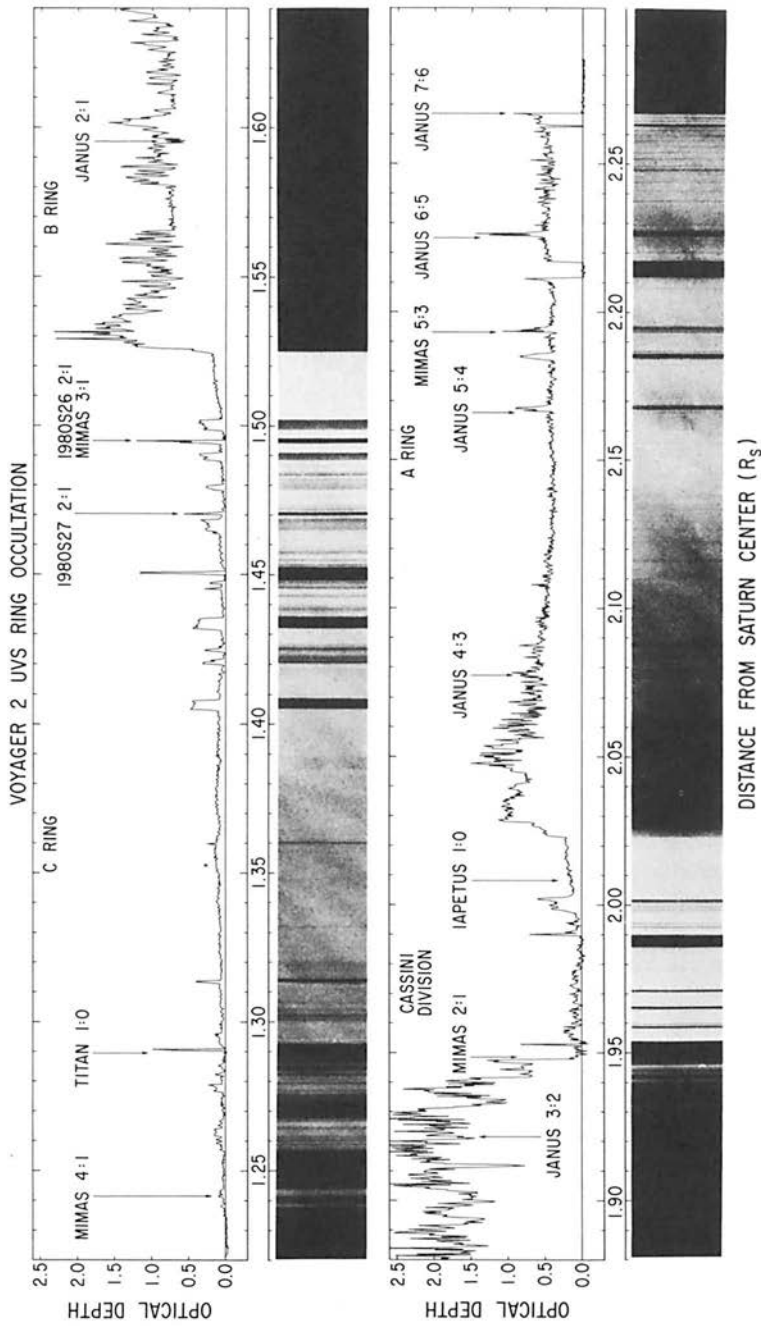 VOYAGER 2 UVS RING OCCULTATION
C RING
B RING
MIMAS 4:1
TITAN 1:0
1980S27 2:1
1980S26 2:1
MIMAS 3:1
JANUS 2:1
OPTICAL DEPTH
2.5
2.0
1.5
1.0
0.5
0.0
1.25
1.30
1.35
1.40
1.45
1.50
1.55
1.60
CASSINI
DIVISION
A RING
JANUS 3:2
MIMAS 2:1
IAPETUS 1:0
JANUS 4:3
JANUS 5:4
MIMAS 5:3
JANUS 6:5
JANUS 7:6
OPTICAL DEPTH
2.5
2.0
1.5
1.0
0.5
0.0
1.90
1.95
2.00
2.05
2.10
2.15
2.20
2.25
DISTANCE FROM SATURN CENTER (RS)